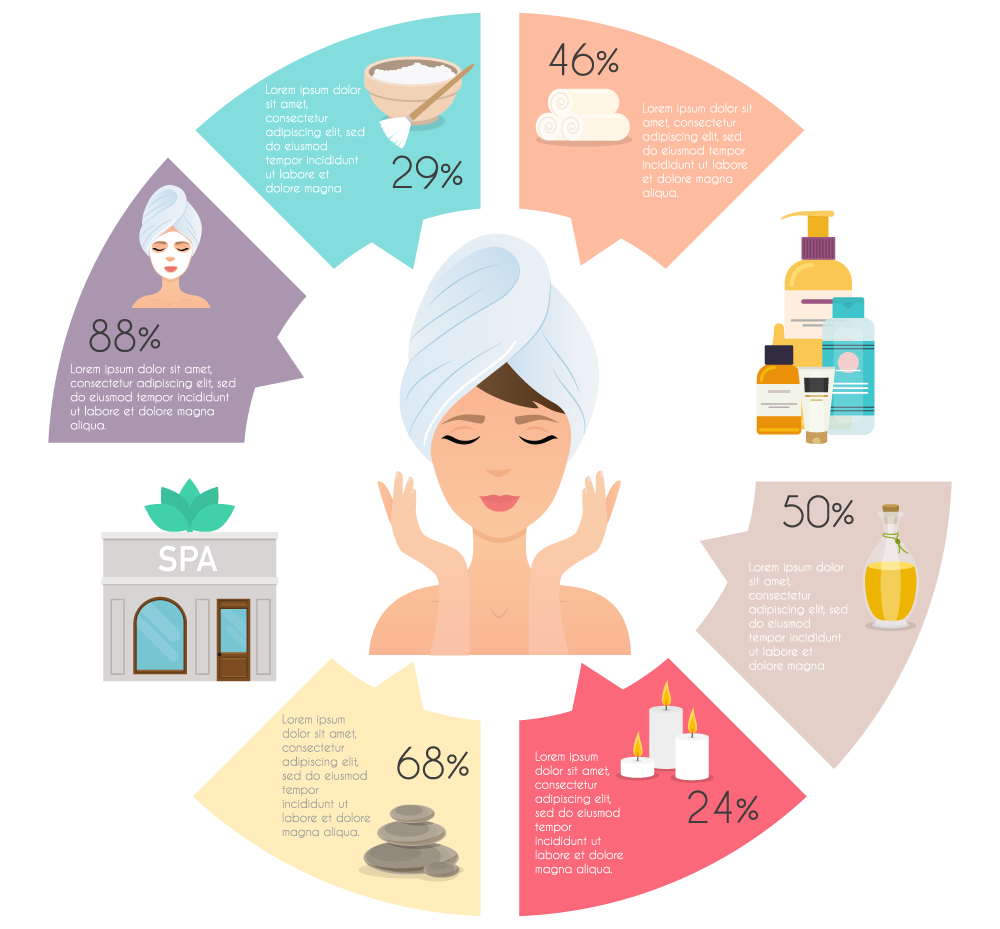 Lorem ipsum dolor
sit amet,
consectetur
adipiscing elit, sed
do eiusmod
tempor incididunt
ut labore et
dolore magna
29%
46%
Lorem ipsum dolor sit
amet, consectetur
adipiscing elit, sed
do eiusmod tempor
incididunt ut labore
et dolore magna
aliqua.
88%
Lorem ipsum dolor sit amet,
consectetur adipiscing elit, sed
do eiusmod tempor incididunt
ut labore et dolore magna
aliqua.
SPA
50%
Lorem ipsum dolor
sit amet,
consectetur
adipiscing elit, sed
do eiusmod
tempor incididunt
ut labore et
dolore magna
Lorem ipsum
dolor sit amet,
consectetur
adipiscing elit,
sed do eiusmod
tempor
incididunt ut
labore et dolore
magna aliqua.
68%
Lorem ipsum
dolor sit amet,
consectetur
adipiscing elit,
sed do eiusmod
tempor
incididunt ut
labore et dolore
magna aliqua.
24%